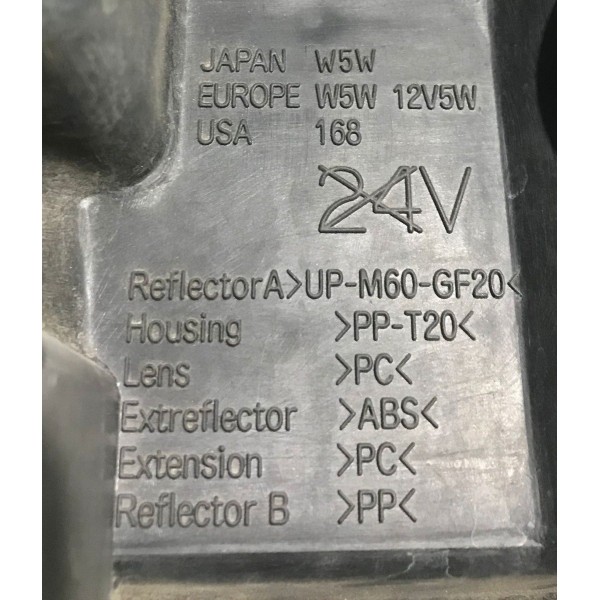 JAPAN W5W
EUROPE W5W 12V5W
USA 168
24V
ReflectorA >UP-M60-GF20<
Housing >PP-T20<
Lens >PC<
Extreflector >ABS<
Extension >PC<
Reflector B >PP<